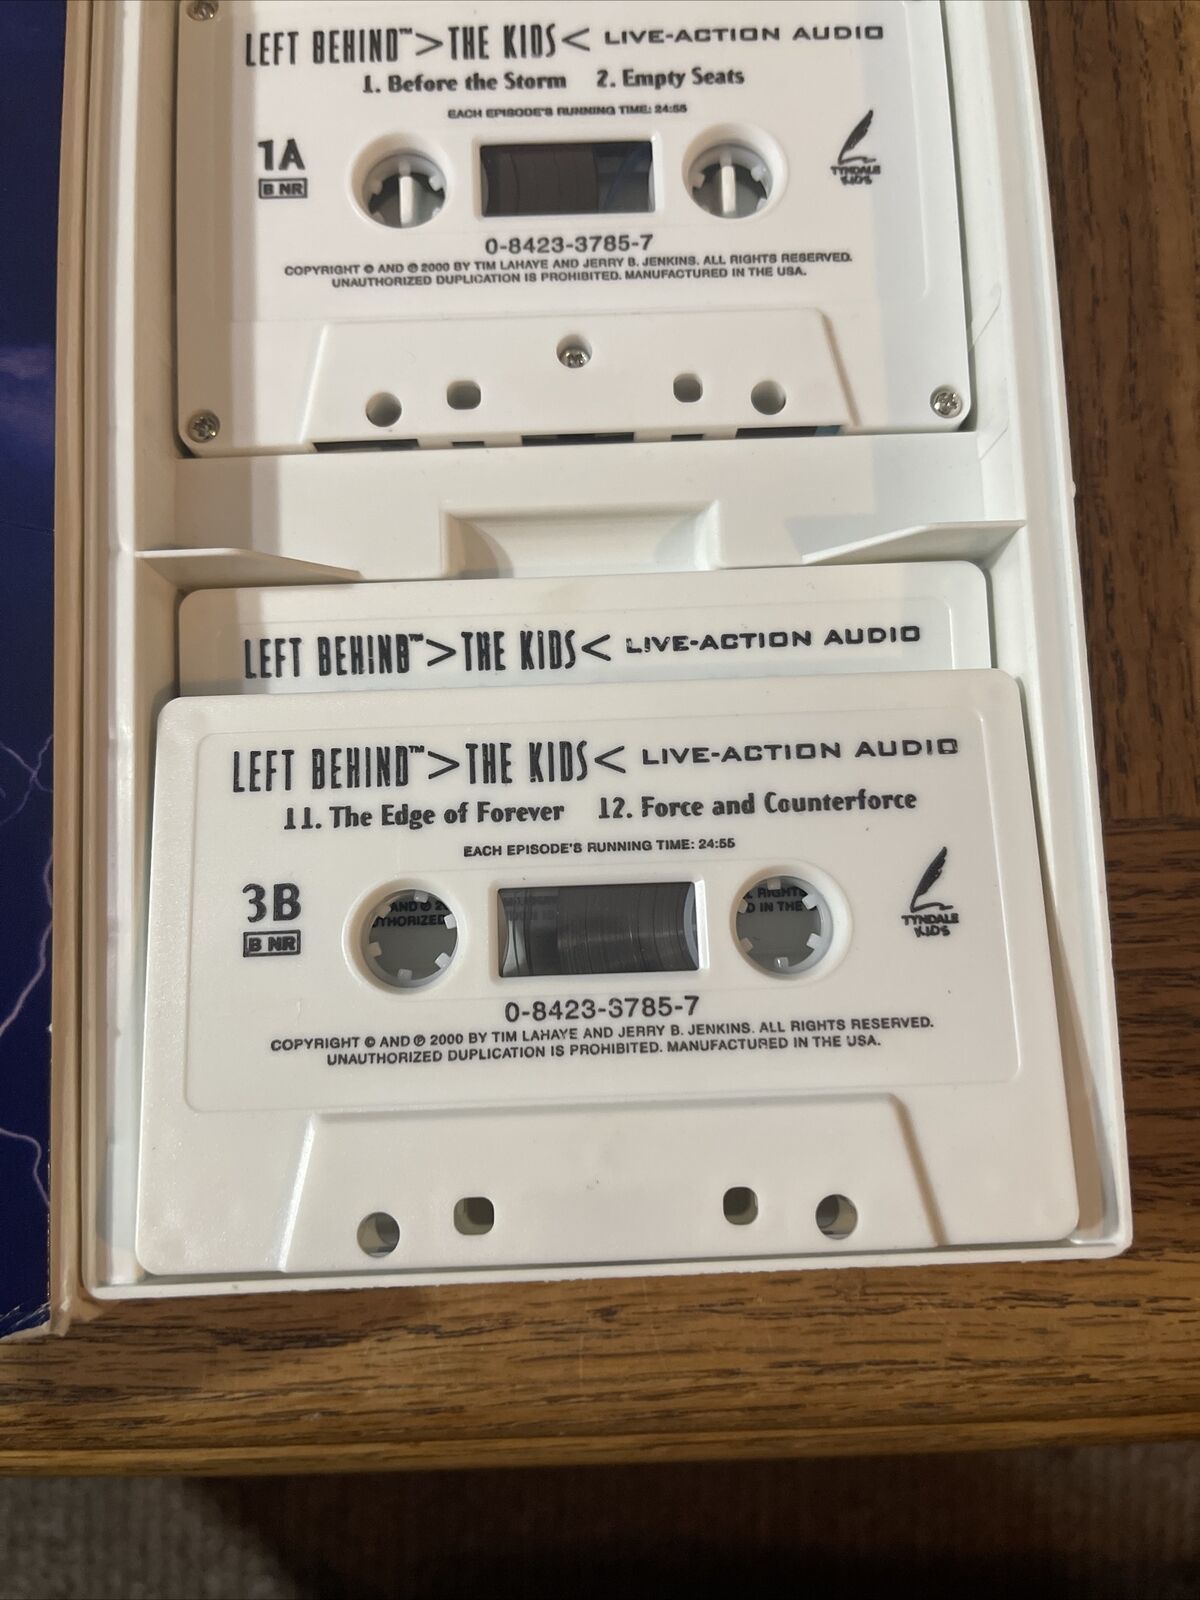 LEFT BEHIND™ >THE KIDS< LIVE-ACTION AUDIO
1. Before the Storm 2. Empty Seats
EACH EPISODE'S RUNNING TIME: 24:55
1A
B NR
TYNDALE
KIDS
0-8423-3785-7
COPYRIGHT © AND ℗ 2000 BY TIM LAHAYE AND JERRY B. JENKINS. ALL RIGHTS RESERVED.
UNAUTHORIZED DUPLICATION IS PROHIBITED. MANUFACTURED IN THE USA.
LEFT BEHIND™ >THE KIDS< LIVE-ACTION AUDIO
LEFT BEHIND™ >THE KIDS< LIVE-ACTION AUDIO
11. The Edge of Forever 12. Force and Counterforce
EACH EPISODE'S RUNNING TIME: 24:55
3B
B NR
TYNDALE
KIDS
0-8423-3785-7
COPYRIGHT © AND ℗ 2000 BY TIM LAHAYE AND JERRY B. JENKINS. ALL RIGHTS RESERVED.
UNAUTHORIZED DUPLICATION IS PROHIBITED. MANUFACTURED IN THE USA.